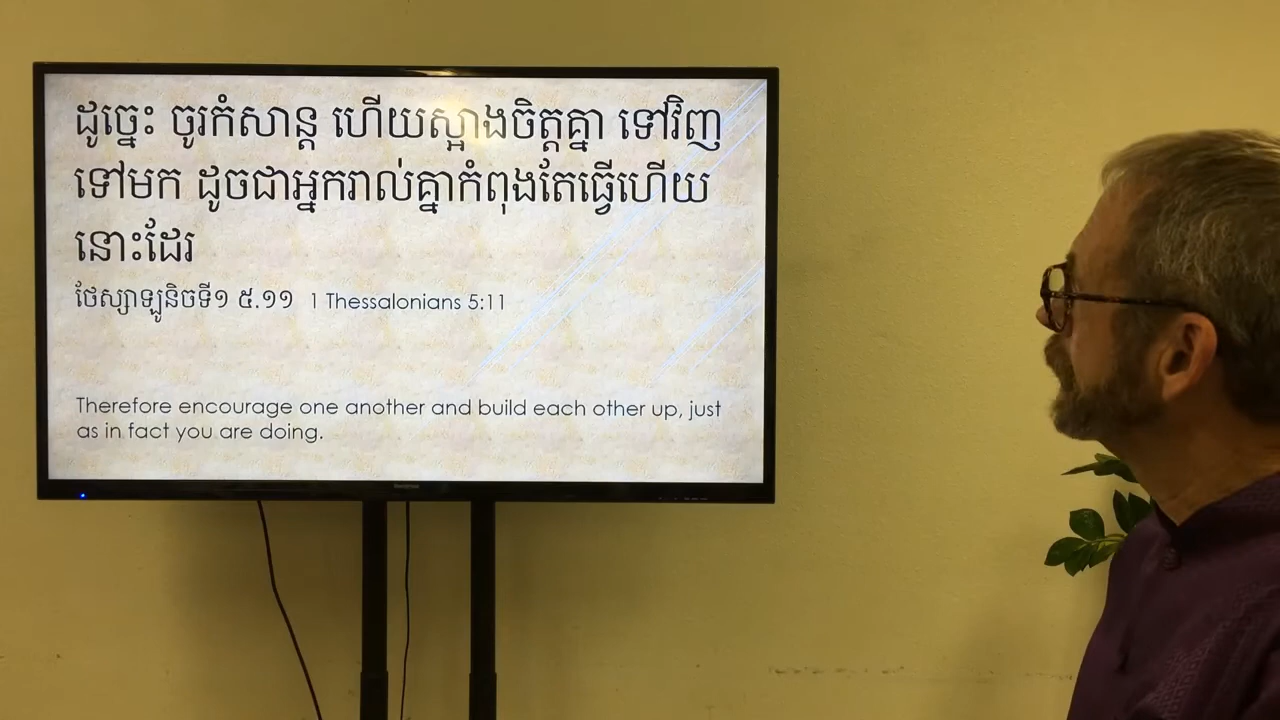 ដូច្នេះ ចូរកំសាន្ត ហើយស្អាងចិត្តគ្នា ទៅវិញ
ទៅមក ដូចជាអ្នករាល់គ្នាកំពុងតែធ្វើហើយ
នោះដែរ
ថែស្សាឡូនិចទី១ ៥.១១ 1 Thessalonians 5:11
Therefore encourage one another and build each other up, just
as in fact you are doing.